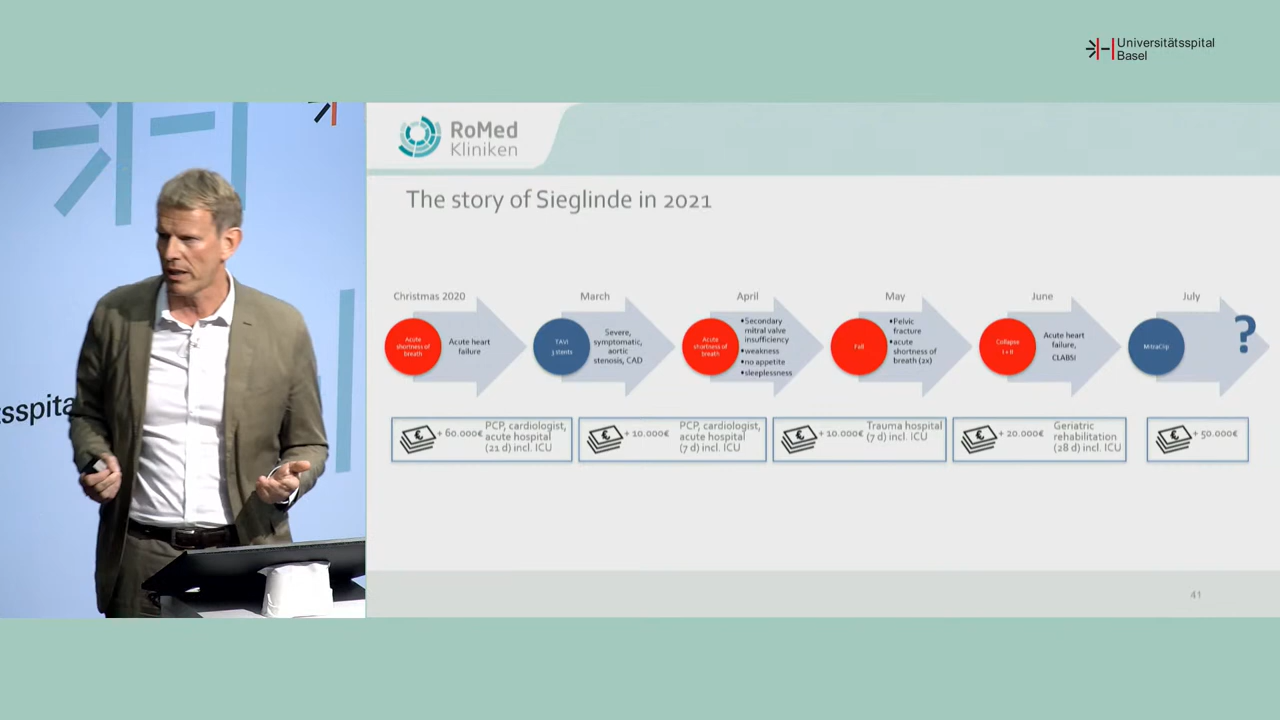 Universitätsspital
Basel
sspita
RoMed
Kliniken
The story of Sieglinde in 2021
Christmas 2020
March
April
May
June
July
Acute
shortness of
breath
Acute heart
failure
TAVI
3 stents
Severe,
symptomatic,
aortic
stenosis, CAD
Acute
shortness of
breath
•Secondary
mitral valve
insufficiency
•weakness
•no appetite
•sleeplessness
Fall
•Pelvic
fracture
•acute
shortness of
breath (2x)
Collapse
I + II
Acute heart
failure,
CLABSI
MitraClip
?
+ 60.000€
PCP, cardiologist,
acute hospital
(21 d) incl. ICU
+ 10.000€
PCP, cardiologist,
acute hospital
(7 d) incl. ICU
+ 10.000€
Trauma hospital
(7 d) incl. ICU
+ 20.000€
Geriatric
rehabilitation
(28 d) incl. ICU
+ 50.000€
41